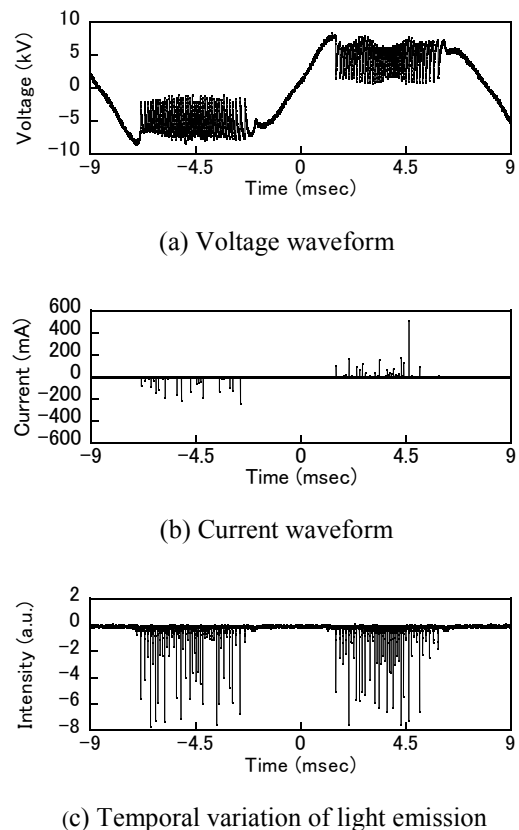 10
5
0
−5
−10
Voltage (kV)
−9 −4.5 0 4.5 9
Time (msec)
(a) Voltage waveform
600
400
200
0
−200
−400
−600
Current (mA)
−9 −4.5 0 4.5 9
Time (msec)
(b) Current waveform
2
0
−2
−4
−6
−8
Intensity (a.u.)
−9 −4.5 0 4.5 9
Time (msec)
(c) Temporal variation of light emission